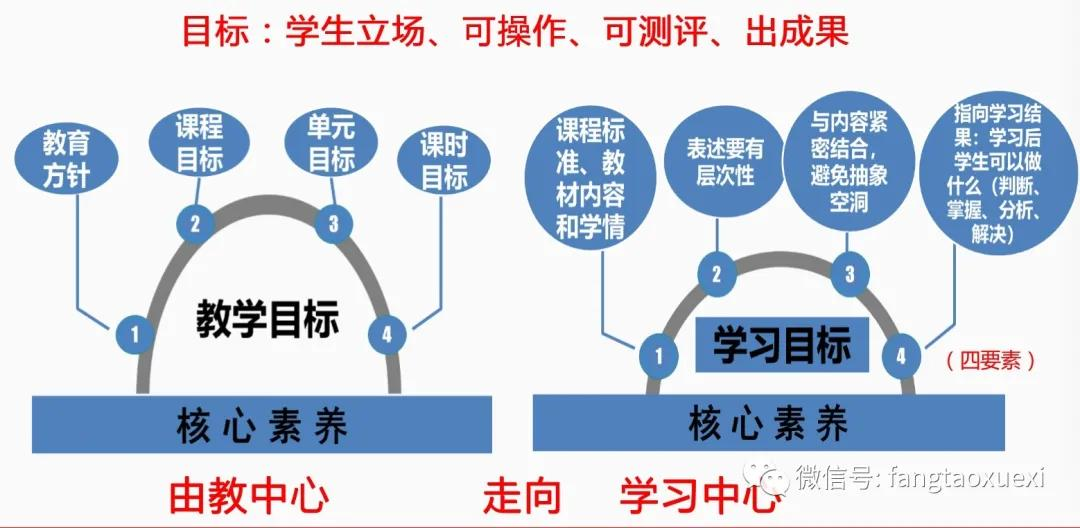 目标：学生立场、可操作、可测评、出成果
教育
方针
课程
目标
单元
目标
课时
目标
1
2
3
4
教学目标
核心素养
课程标
准、教
材内容
和学情
表述要有
层次性
与内容紧
密结合，
避免抽象
空洞
指向学习结
果：学习后
学生可以做
什么（判断、
掌握、分析、
解决）
1
2
3
4
学习目标
（四要素）
核心素养
由教中心 走向 学习中心
微信号: fangtaoxuexi